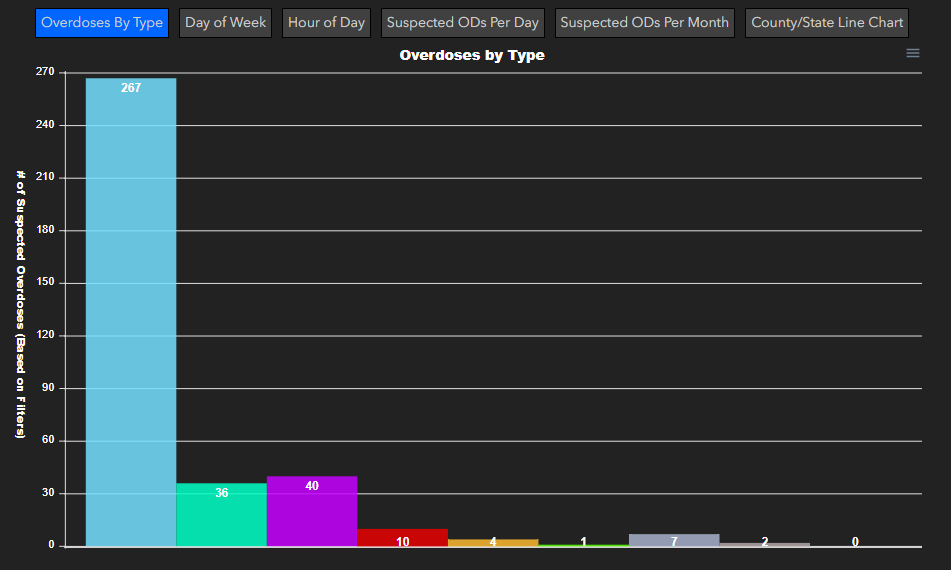 Overdoses By Type
Day of Week
Hour of Day
Suspected ODs Per Day
Suspected ODs Per Month
County/State Line Chart
Overdoses by Type
# of Suspected Overdoses (Based on Filters)
270
240
210
180
150
120
90
60
30
0
267
36
40
10
4
1
7
2
0